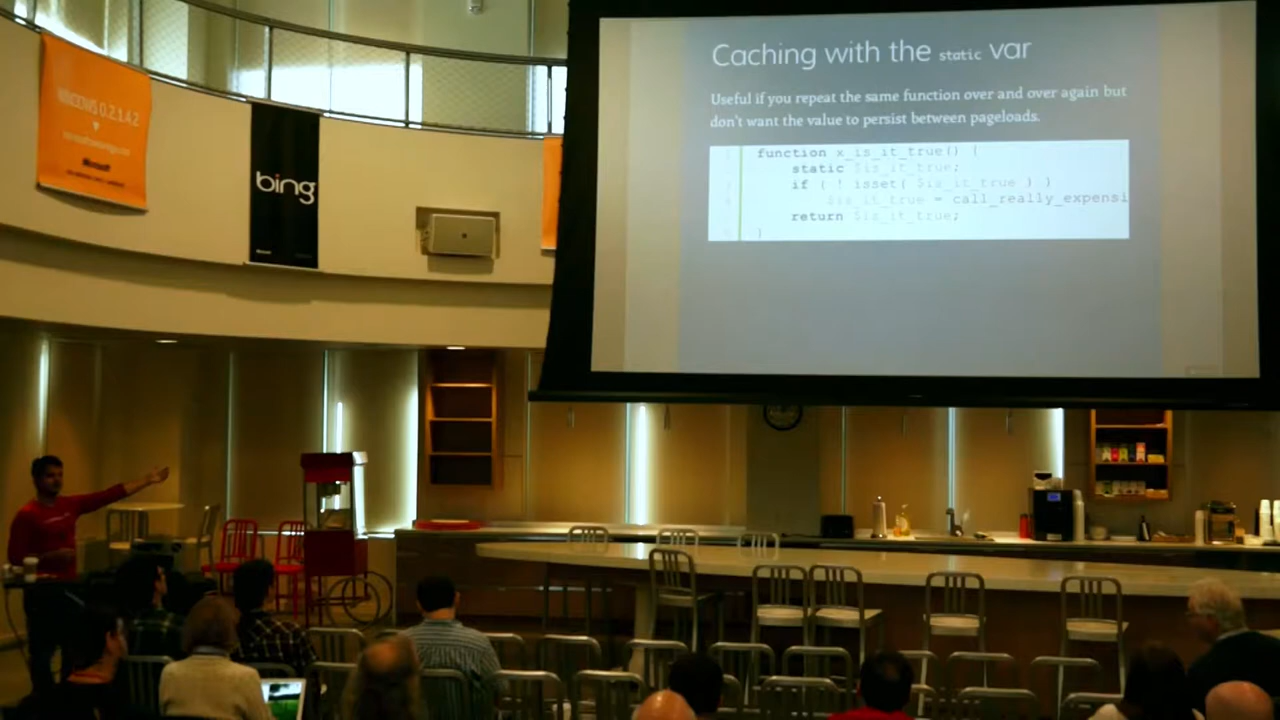 Caching with the static var
Useful if you repeat the same function over and over again but
don't want the value to persist between pageloads.
function x_is_it_true() {
static $is_it_true;
if ( ! isset( $is_it_true ) )
$is_it_true = call_really_expensi
return $is_it_true;
}
bing
Microsoft